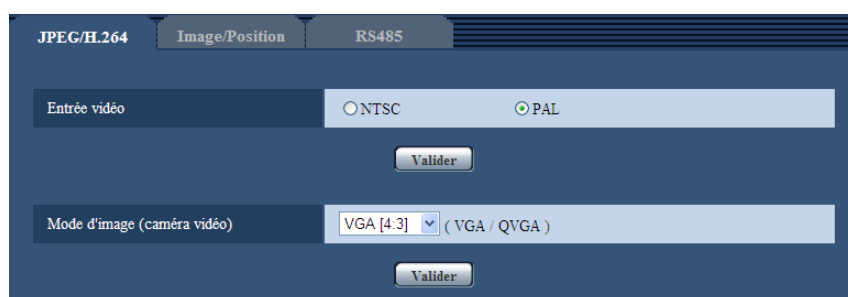 JPEG/H.264 Image/Position RS485
Entrée vidéo NTSC PAL
Valider
Mode d'image (caméra vidéo) VGA [4:3] ( VGA / QVGA )
Valider